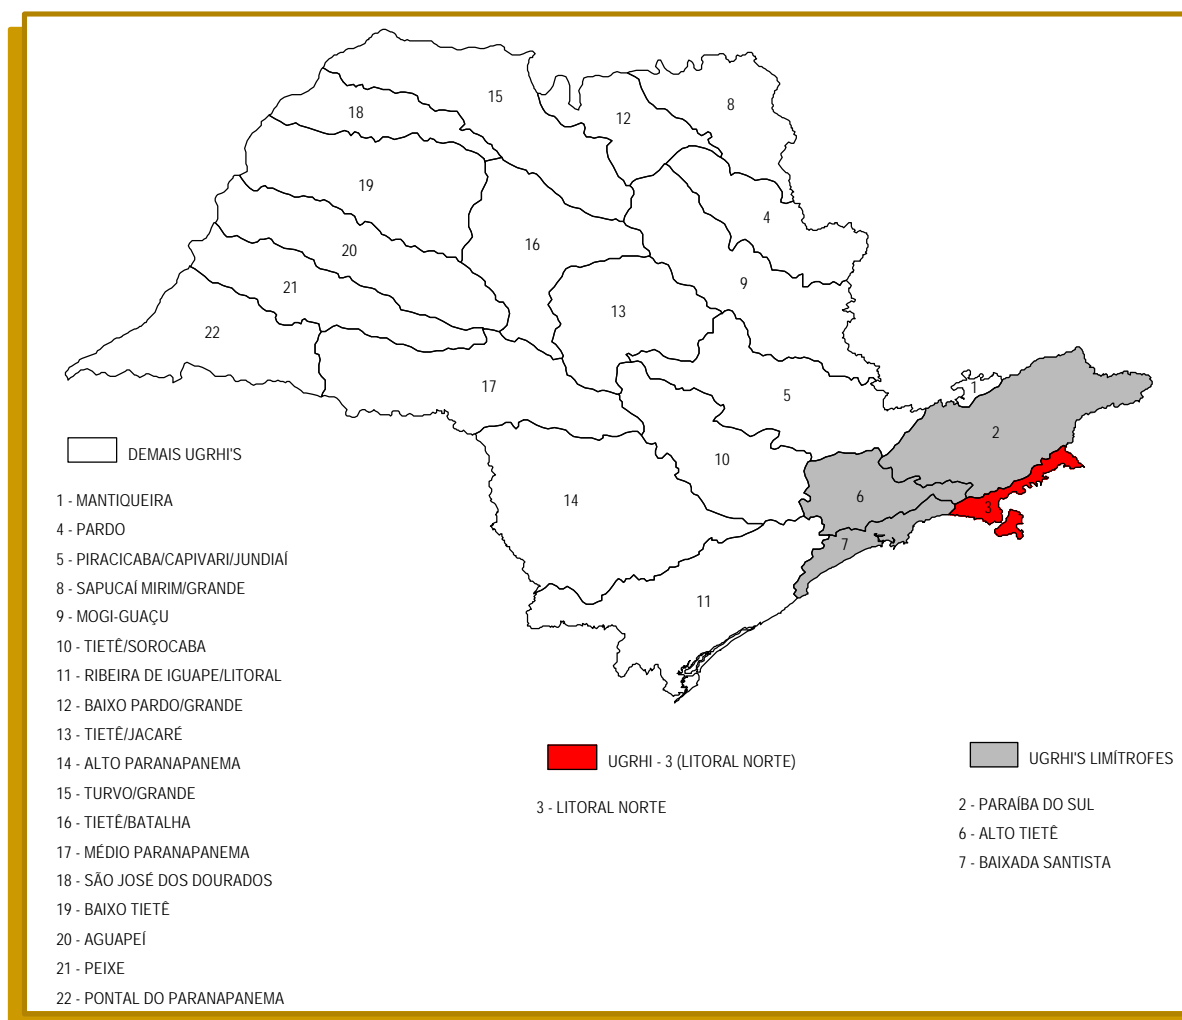 15
8
18
12
19
4
16
20
9
21
13
22
17
5
1
2
10
14
6
3
7
11
DEMAIS UGRHI'S
1 - MANTIQUEIRA
4 - PARDO
5 - PIRACICABA/CAPIVARI/JUNDIAÍ
8 - SAPUCAÍ MIRIM/GRANDE
9 - MOGI-GUAÇU
10 - TIETÊ/SOROCABA
11 - RIBEIRA DE IGUAPE/LITORAL
12 - BAIXO PARDO/GRANDE
13 - TIETÊ/JACARÉ
14 - ALTO PARANAPANEMA
15 - TURVO/GRANDE
16 - TIETÊ/BATALHA
17 - MÉDIO PARANAPANEMA
18 - SÃO JOSÉ DOS DOURADOS
19 - BAIXO TIETÊ
20 - AGUAPEÍ
21 - PEIXE
22 - PONTAL DO PARANAPANEMA
UGRHI - 3 (LITORAL NORTE)
3 - LITORAL NORTE
UGRHI'S LIMÍTROFES
2 - PARAÍBA DO SUL
6 - ALTO TIETÊ
7 - BAIXADA SANTISTA